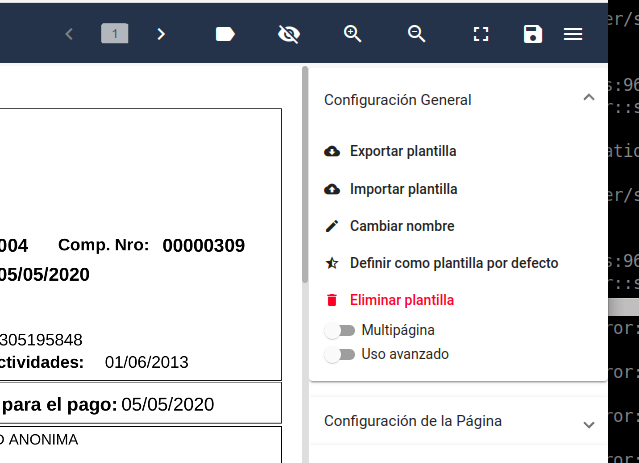 1
Configuración General
Exportar plantilla
Importar plantilla
Cambiar nombre
Definir como plantilla por defecto
Eliminar plantilla
Multipágina
Uso avanzado
Configuración de la Página
004 Comp. Nro: 00000309
05/05/2020
305195848
ctividades: 01/06/2013
para el pago: 05/05/2020
O ANONIMA
er/s
s:96
r::s
atio
er/s
s:96
r::s
ror:
ror:
ror:
ror: